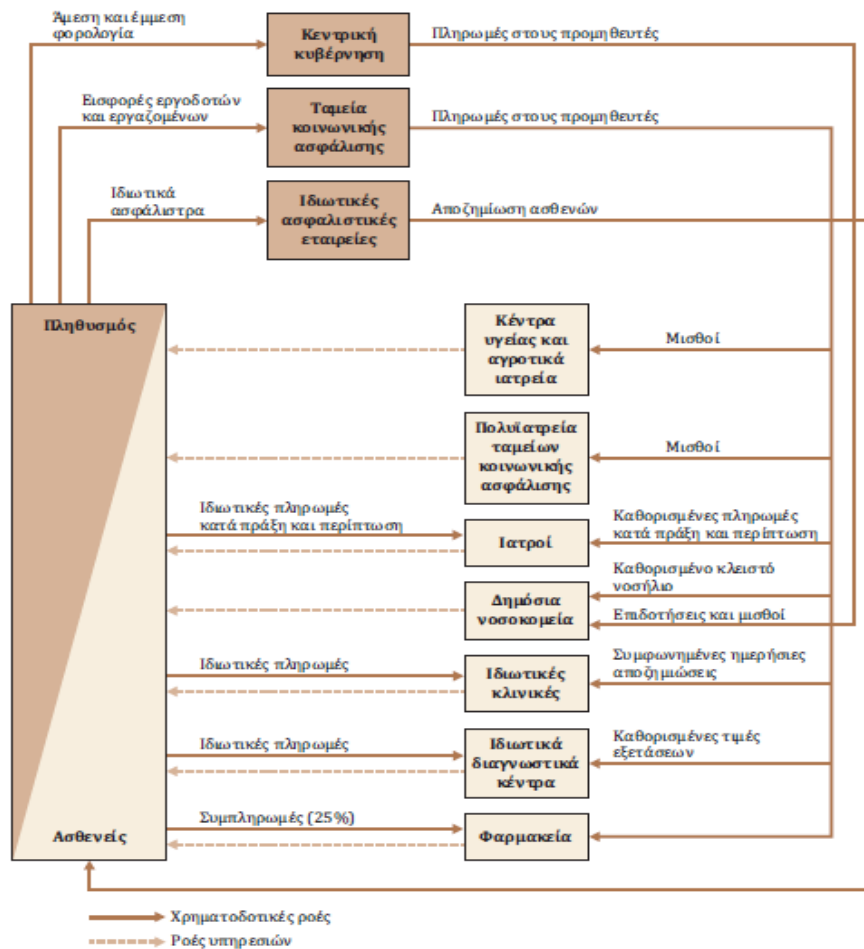 Άμεση και έμμεση
φορολογία
Κεντρική
κυβέρνηση
Πληρωμές στους προμηθευτές
Εισφορές εργοδοτών
και εργαζομένων
Ταμεία
κοινωνικής
ασφάλισης
Πληρωμές στους προμηθευτές
Ιδιωτικά
ασφάλιστρα
Ιδιωτικές
ασφαλιστικές
εταιρείες
Αποζημίωση ασθενών
Πληθυσμός
Κέντρα
υγείας και
αγροτικά
ιατρεία
Μισθοί
Πολυϊατρεία
ταμείων
κοινωνικής
ασφάλισης
Μισθοί
Ιδιωτικές πληρωμές
κατά πράξη και περίπτωση
Ιατροί
Καθορισμένες πληρωμές
κατά πράξη και περίπτωση
Δημόσια
νοσοκομεία
Καθορισμένο κλειστό
νοσήλιο
Επιδοτήσεις και μισθοί
Ιδιωτικές πληρωμές
Ιδιωτικές
κλινικές
Συμφωνημένες ημερήσιες
αποζημιώσεις
Ιδιωτικές πληρωμές
Ιδιωτικά
διαγνωστικά
κέντρα
Καθορισμένες τιμές
εξετάσεων
Ασθενείς
Συμπληρωμές (25%)
Φαρμακεία
Χρηματοδοτικές ροές
Ροές υπηρεσιών